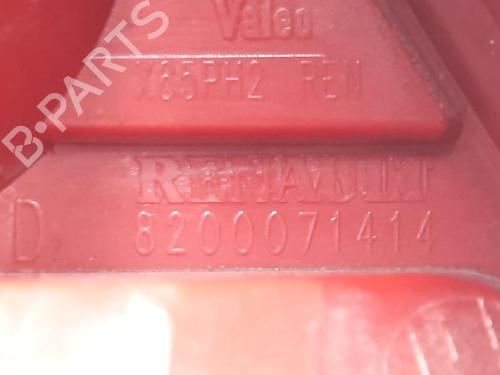 Valeo
X65PH2 REN
RENAULT
D. 8200071414
B-PARTS